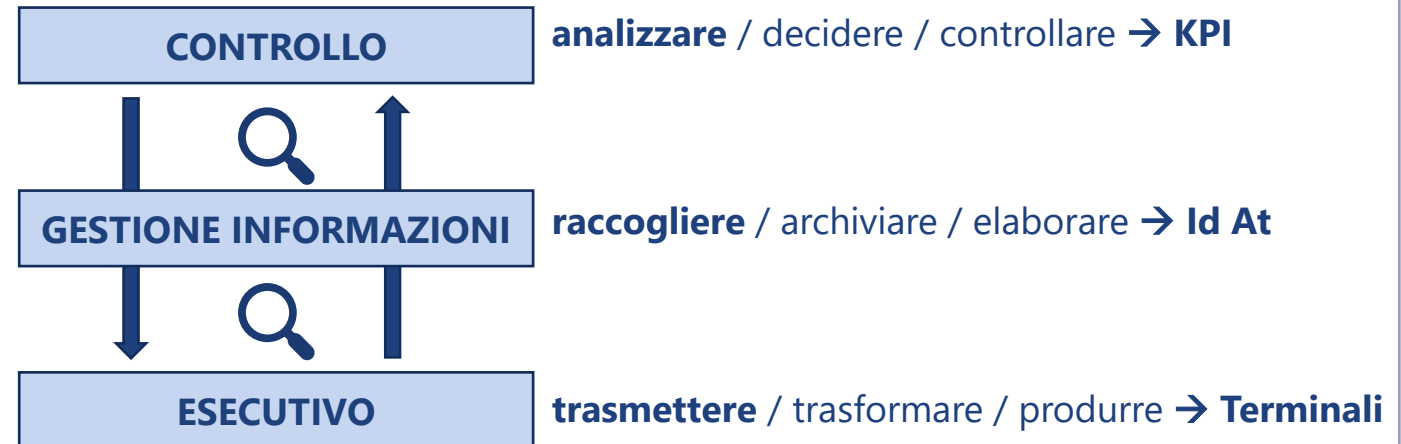 CONTROLLO
analizzare / decidere / controllare → KPI
GESTIONE INFORMAZIONI
raccogliere / archiviare / elaborare → Id At
ESECUTIVO
trasmettere / trasformare / produrre → Terminali